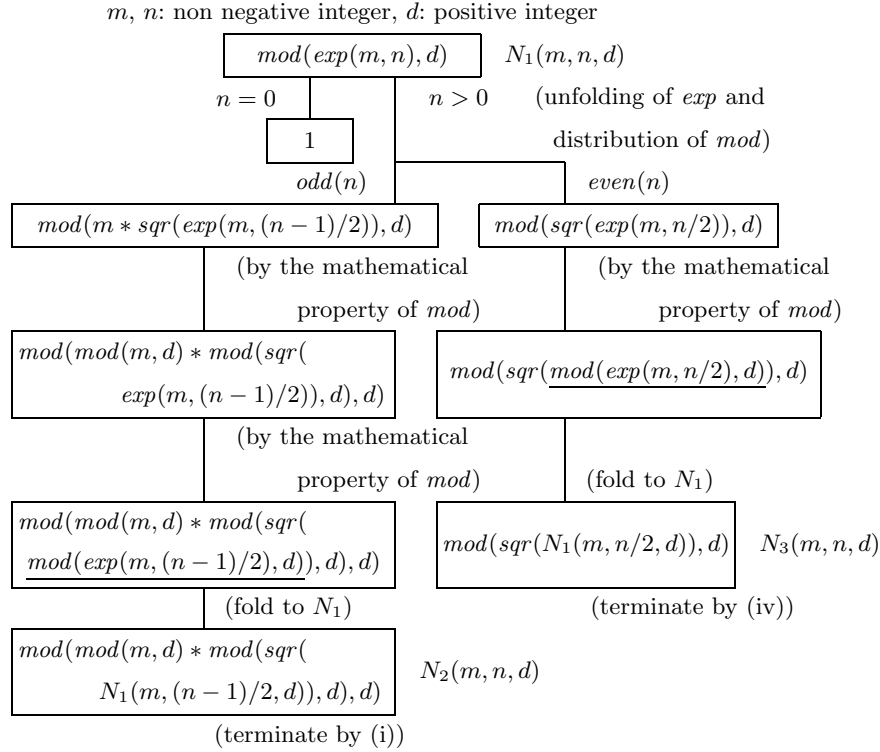 m, n: non negative integer, d: positive integer
mod(exp(m, n), d) N₁(m, n, d)
n = 0 n > 0 (unfolding of exp and
1 distribution of mod)
odd(n) even(n)
mod(m ∗ sqr(exp(m, (n − 1)/2)), d) mod(sqr(exp(m, n/2)), d)
(by the mathematical (by the mathematical
property of mod) property of mod)
mod(mod(m, d) ∗ mod(sqr(
exp(m, (n − 1)/2)), d), d)
mod(sqr(mod(exp(m, n/2), d)), d)
(by the mathematical
property of mod) (fold to N₁)
mod(mod(m, d) ∗ mod(sqr(
mod(exp(m, (n − 1)/2), d)), d), d)
mod(sqr(N₁(m, n/2, d)), d) N₃(m, n, d)
(fold to N₁) (terminate by (iv))
mod(mod(m, d) ∗ mod(sqr(
N₁(m, (n − 1)/2, d)), d), d)
N₂(m, n, d)
(terminate by (i))